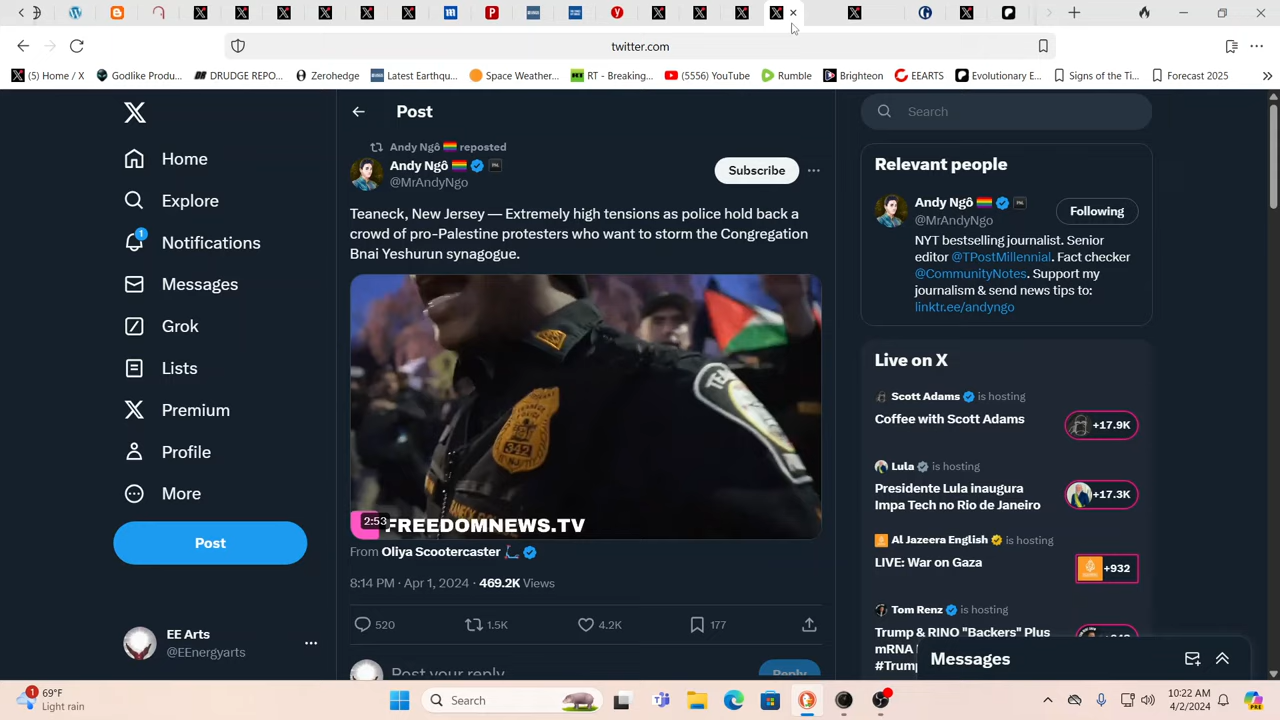 twitter.com
(5) Home / X
Godlike Produ...
DRUDGE REPO...
Zerohedge
Latest Earthqu...
Space Weather...
RT - Breaking...
(5556) YouTube
Rumble
Brighteon
EEARTS
Evolutionary E...
Signs of the Ti...
Forecast 2025
Home
Explore
1
Notifications
Messages
Grok
Lists
Premium
Profile
More
Post
EE Arts
@EEnergyarts
Post
Andy Ngô 🏳️‍🌈 reposted
Andy Ngô 🏳️‍🌈
@MrAndyNgo
Subscribe
Teaneck, New Jersey — Extremely high tensions as police hold back a
crowd of pro-Palestine protesters who want to storm the Congregation
Bnai Yeshurun synagogue.
342
2:53
FREEDOMNEWS.TV
From Oliya Scootercaster 🛴
8:14 PM · Apr 1, 2024 · 469.2K Views
520
1.5K
4.2K
177
Post your reply
Reply
Search
Relevant people
Andy Ngô 🏳️‍🌈
@MrAndyNgo
Following
NYT bestselling journalist. Senior
editor @TPostMillennial. Fact checker
@CommunityNotes. Support my
journalism & send news tips to:
linktr.ee/andyngo
Live on X
Scott Adams is hosting
Coffee with Scott Adams
+17.9K
Lula is hosting
Presidente Lula inaugura
Impa Tech no Rio de Janeiro
+17.3K
Al Jazeera English is hosting
LIVE: War on Gaza
+932
Tom Renz is hosting
Trump & RINO "Backers" Plus
mRNA
#Trum
Messages
1
69°F
Light rain
Search
10:22 AM
4/2/2024